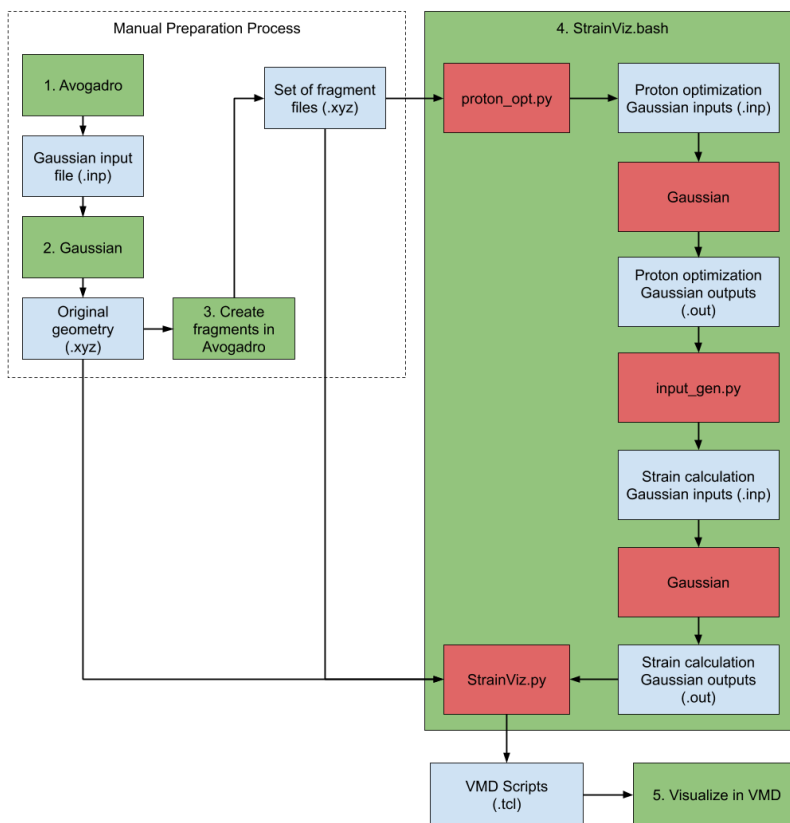 Manual Preparation Process
1. Avogadro
Gaussian input
file (.inp)
2. Gaussian
Original
geometry
(.xyz)
3. Create
fragments in
Avogadro
Set of fragment
files (.xyz)
4. StrainViz.bash
proton_opt.py
Proton optimization
Gaussian inputs (.inp)
Gaussian
Proton optimization
Gaussian outputs
(.out)
input_gen.py
Strain calculation
Gaussian inputs (.inp)
Gaussian
Strain calculation
Gaussian outputs
(.out)
StrainViz.py
VMD Scripts
(.tcl)
5. Visualize in VMD